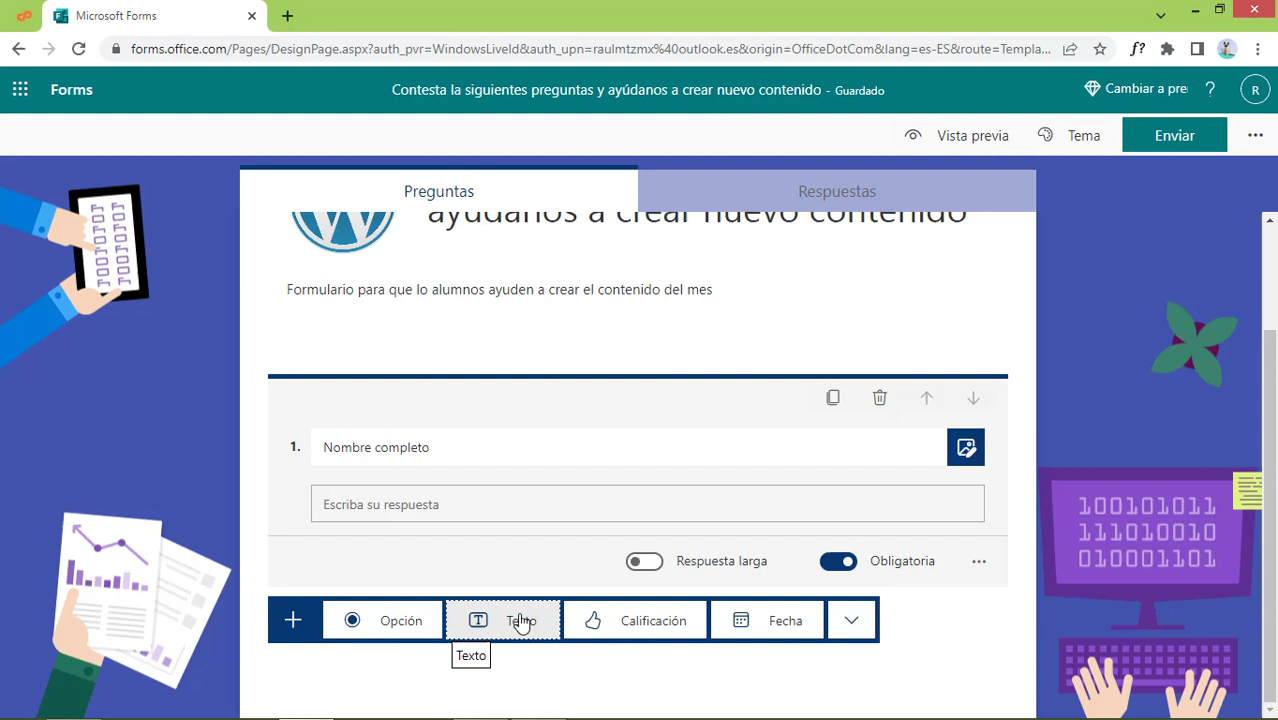 Microsoft Forms
forms.office.com/Pages/DesignPage.aspx?auth_pvr=WindowsLiveId&auth_upn=raulmtzmx%40outlook.es&origin=OfficeDotCom&lang=es-ES&route=Templa...
f?
Forms
Contesta la siguientes preguntas y ayúdanos a crear nuevo contenido - Guardado
Cambiar a pre
?
R
Vista previa
Tema
Enviar
Preguntas
Respuestas
ayúdanos a crear nuevo contenido
Formulario para que lo alumnos ayuden a crear el contenido del mes
1.
Nombre completo
Escriba su respuesta
Respuesta larga
Obligatoria
Opción
Texto
Calificación
Fecha
Texto
100101011
111010010
010001101